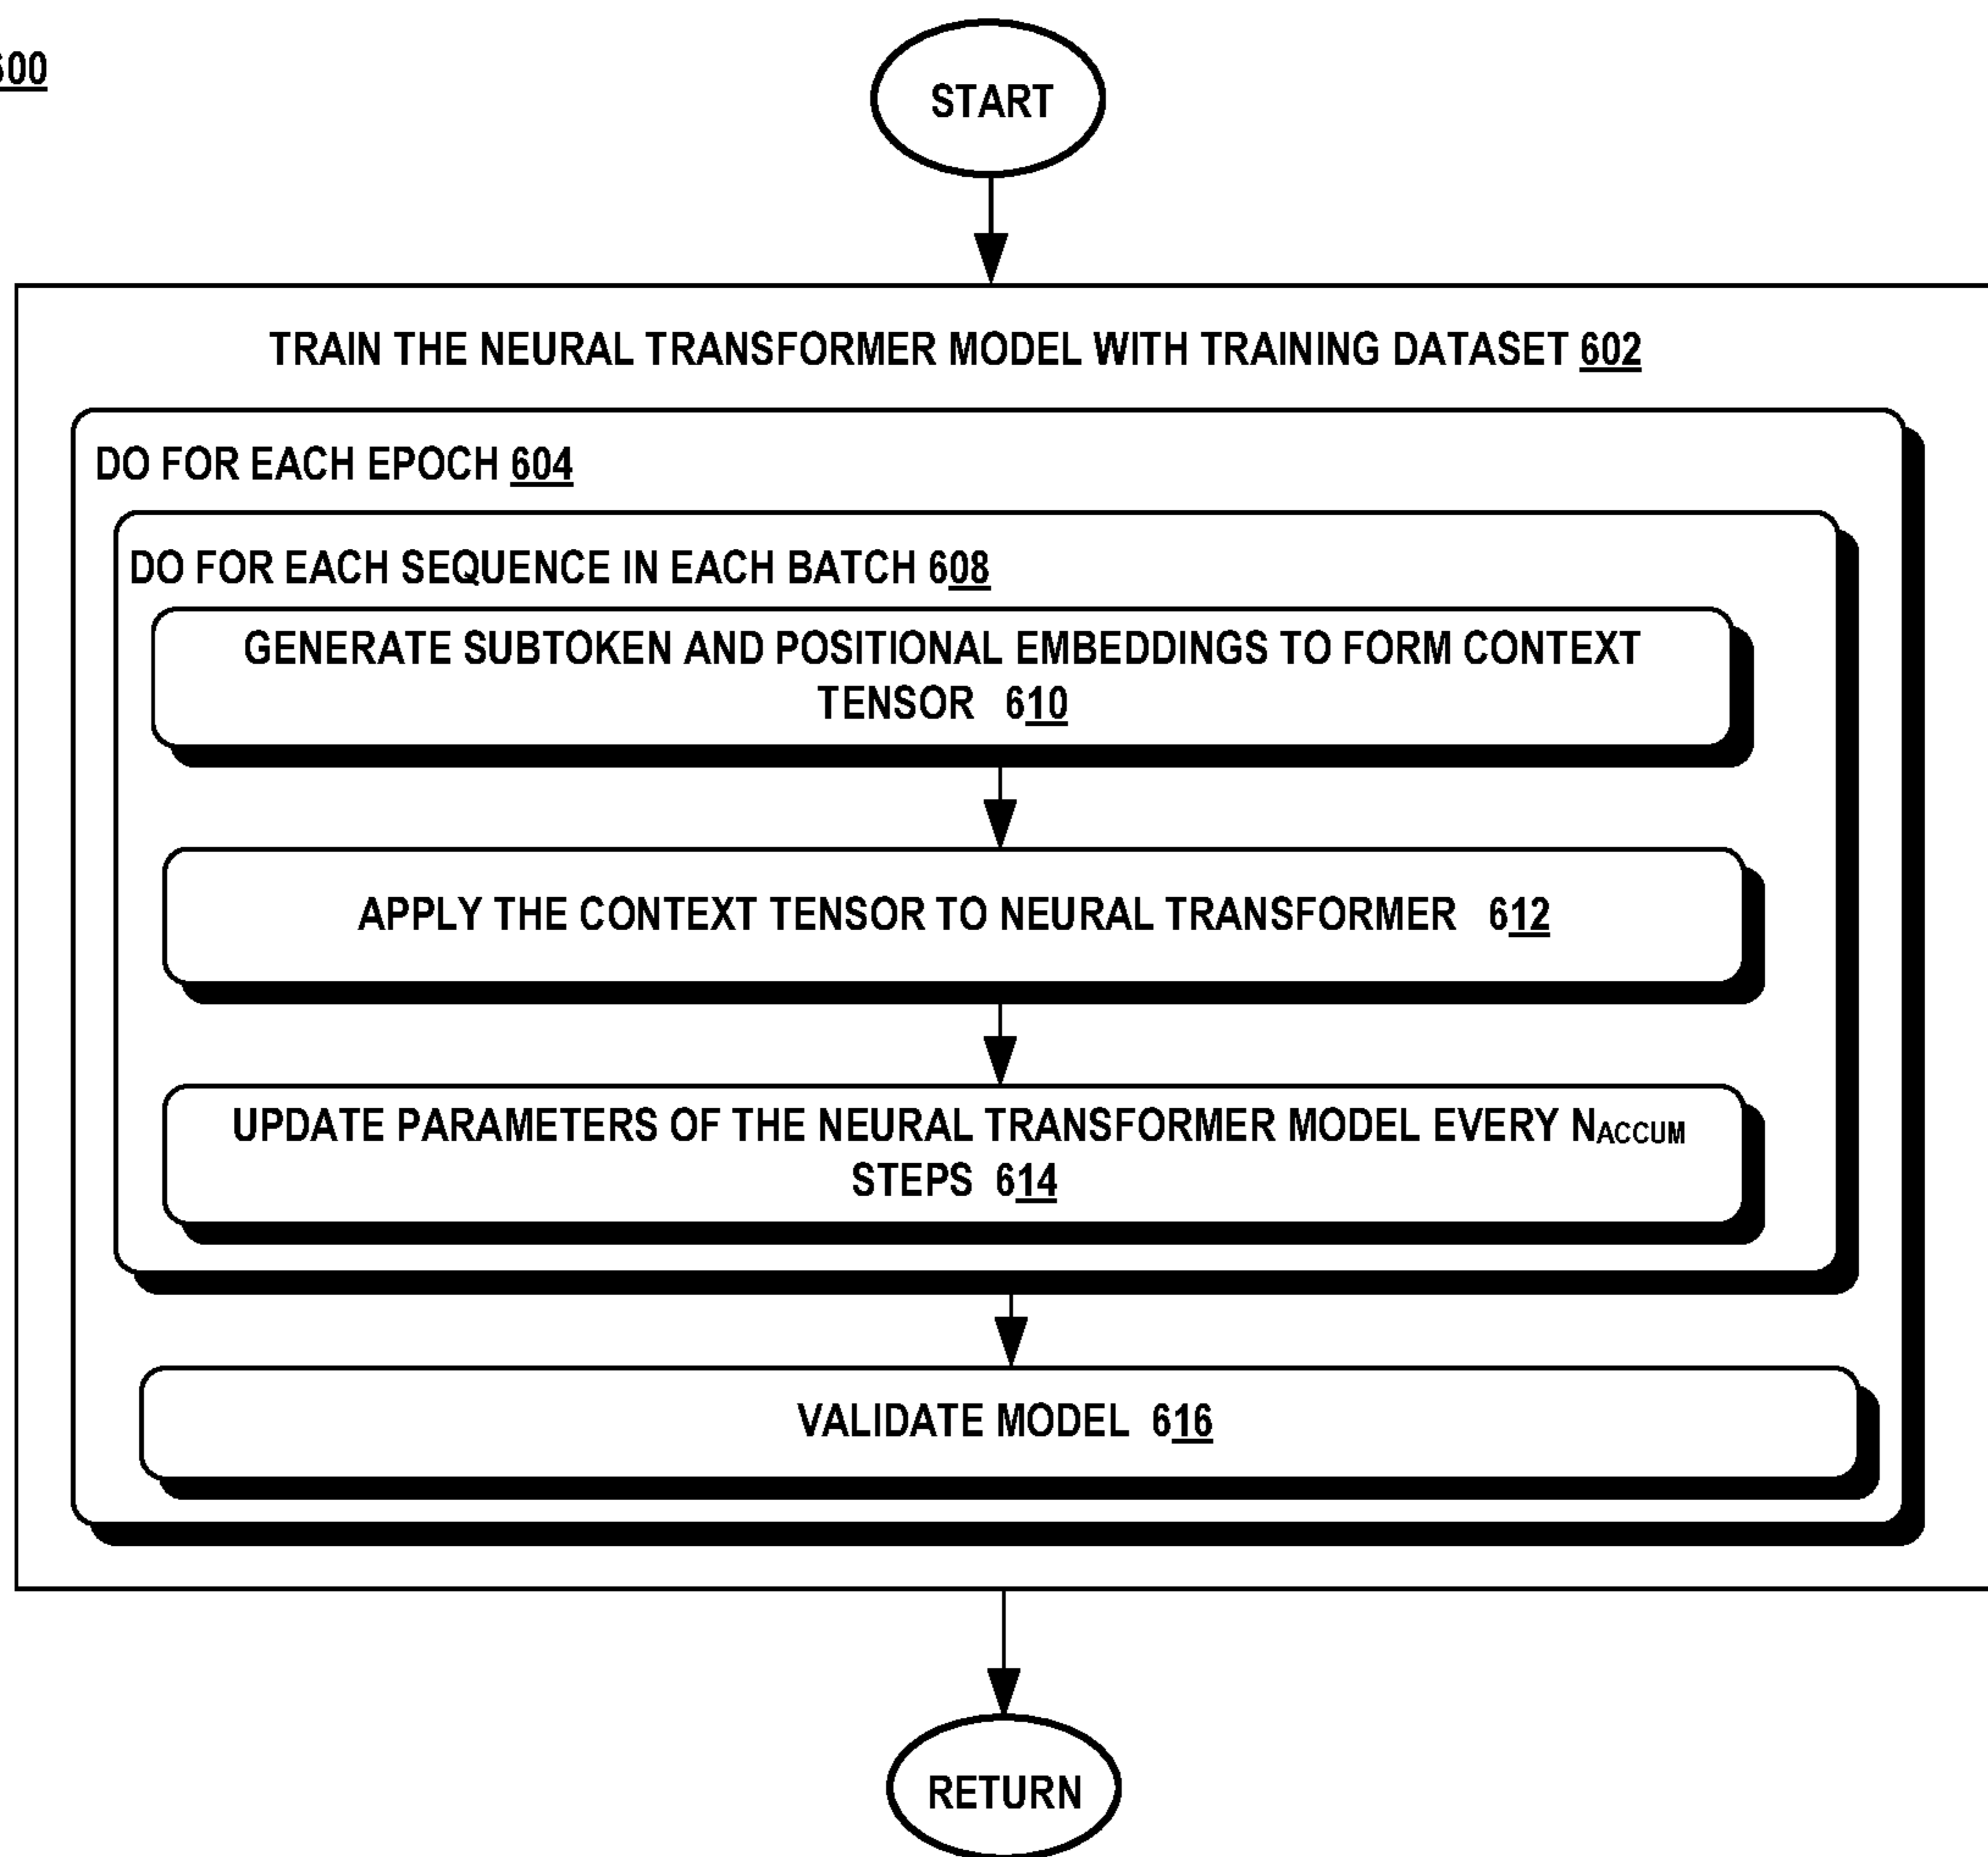 600
START
TRAIN THE NEURAL TRANSFORMER MODEL WITH TRAINING DATASET 602
DO FOR EACH EPOCH 604
DO FOR EACH SEQUENCE IN EACH BATCH 608
GENERATE SUBTOKEN AND POSITIONAL EMBEDDINGS TO FORM CONTEXT
TENSOR 610
APPLY THE CONTEXT TENSOR TO NEURAL TRANSFORMER 612
UPDATE PARAMETERS OF THE NEURAL TRANSFORMER MODEL EVERY NACCUM
STEPS 614
VALIDATE MODEL 616
RETURN